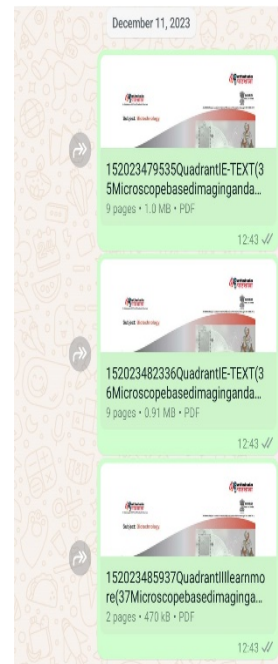 December 11, 2023
Subject: Biotechnology
152023479535QuadrantIE-TEXT(3
5Microscopebasedimaginganda...
9 pages • 1.0 MB • PDF
12:43
Subject: Biotechnology
152023482336QuadrantIE-TEXT(3
6Microscopebasedimaginganda...
9 pages • 0.91 MB • PDF
12:43
Subject: Biotechnology
152023485937QuadrantIIIlearnmo
re(37Microscopebasedimaginga...
2 pages • 470 kB • PDF
12:43